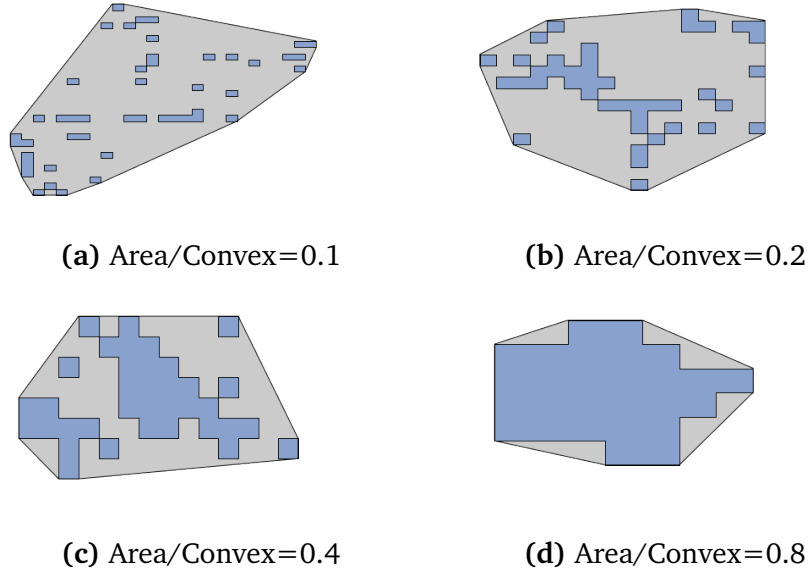 (a) Area/Convex=0.1
(b) Area/Convex=0.2
(c) Area/Convex=0.4
(d) Area/Convex=0.8